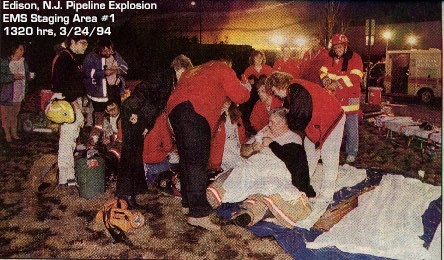 Edison, N.J. Pipeline Explosion
EMS Staging Area #1
1320 hrs, 3/24/94